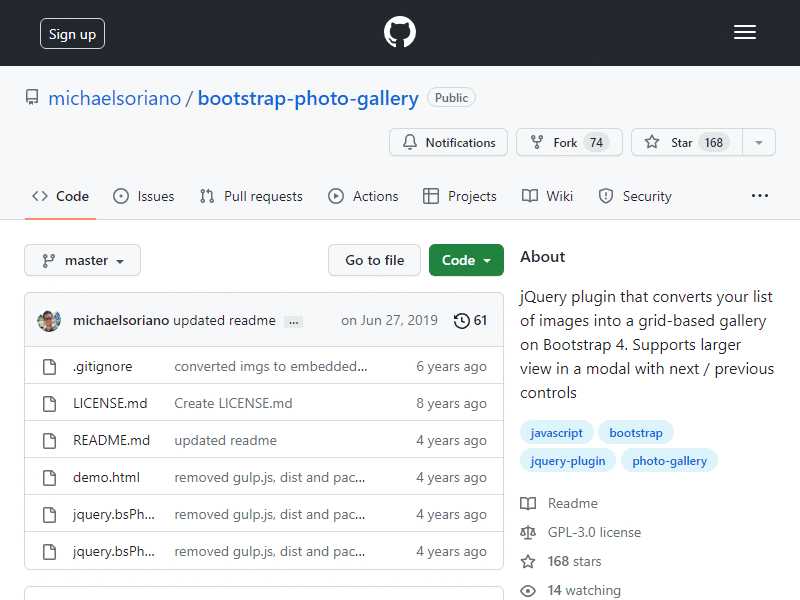 Sign up
michaelsoriano / bootstrap-photo-gallery Public
Notifications Fork 74 Star 168
Code Issues Pull requests Actions Projects Wiki Security ...
master Go to file Code
michaelsoriano updated readme ... on Jun 27, 2019 61
.gitignore converted imgs to embedded... 6 years ago
LICENSE.md Create LICENSE.md 8 years ago
README.md updated readme 4 years ago
demo.html removed gulp.js, dist and pac... 4 years ago
jquery.bsPh... removed gulp.js, dist and pac... 4 years ago
jquery.bsPh... removed gulp.js, dist and pac... 4 years ago
About
jQuery plugin that converts your list
of images into a grid-based gallery
on Bootstrap 4. Supports larger
view in a modal with next / previous
controls
javascript bootstrap
jquery-plugin photo-gallery
Readme
GPL-3.0 license
168 stars
14 watching